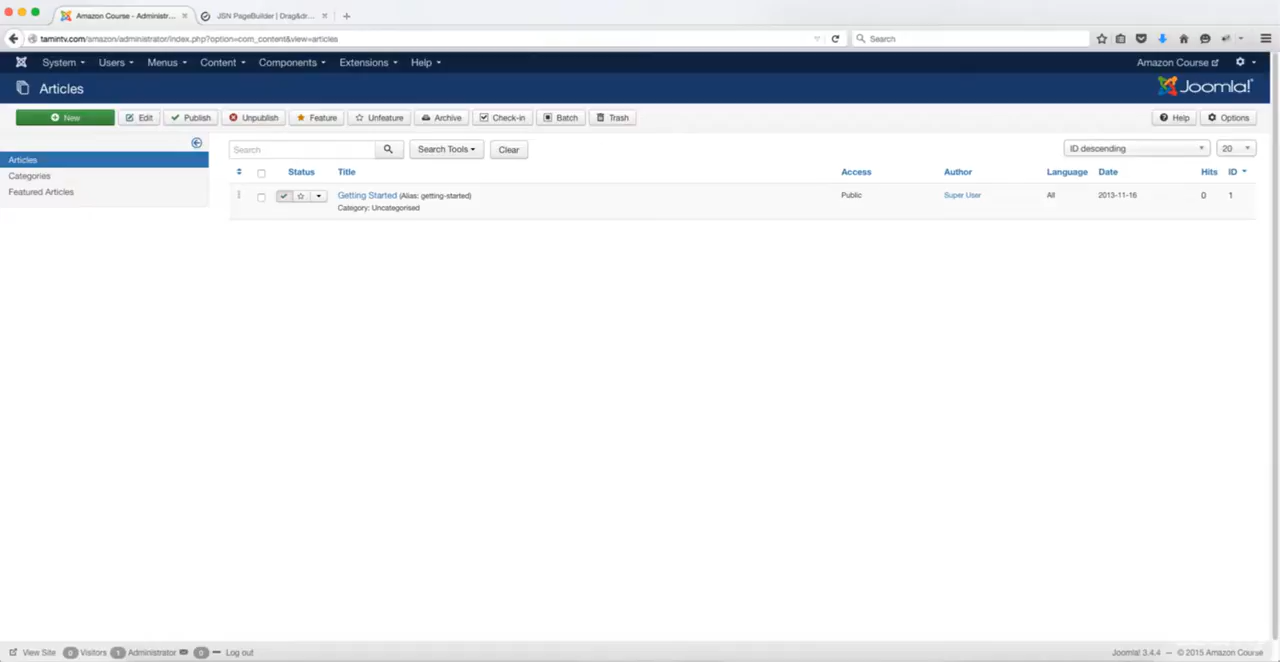 Amazon Course - Administr... × JSN PageBuilder | Drag&dr... × +
tamintv.com/amazon/administrator/index.php?option=com_content&view=articles Search
System Users Menus Content Components Extensions Help Amazon Course
Articles Joomla!®
New Edit Publish Unpublish Feature Unfeature Archive Check-in Batch Trash Help Options
Articles
Categories
Featured Articles
Search Search Tools Clear ID descending 20
Status Title Access Author Language Date Hits ID
Getting Started (Alias: getting-started) Public Super User All 2013-11-16 0 1
Category: Uncategorised
View Site 0 Visitors 1 Administrator 0 Log out Joomla! 3.4.4 — © 2015 Amazon Course